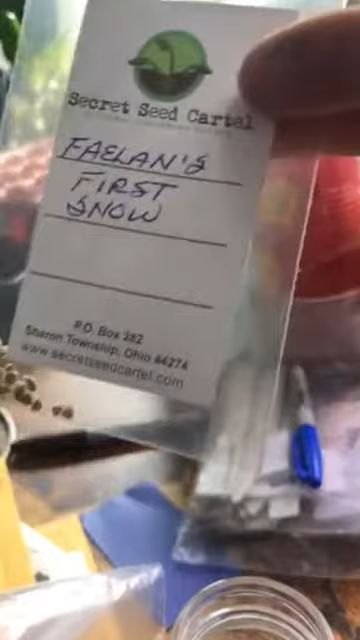 Secret Seed Cartel
FAELAN'S
FIRST
SNOW
P.O. Box 282
Sharon Township, Ohio 44274
www.secretseedcartel.com